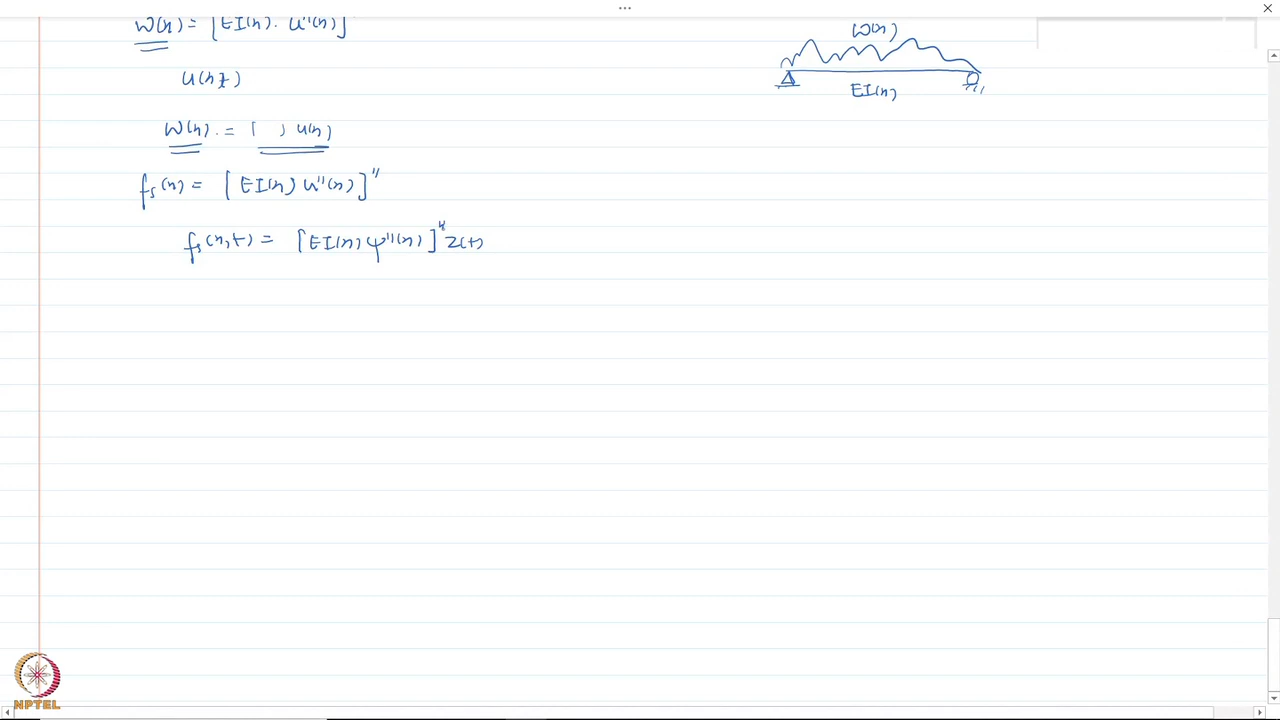 W(x) = [EI(x). u''(x)]''
W(x)
EI(x)
u(x,t)
W(x). = [ ] u(x)
fs(x) = [EI(x) u''(x)]''
fs(x,t) = [EI(x) ψ''(x)]'' z(t)
NPTEL